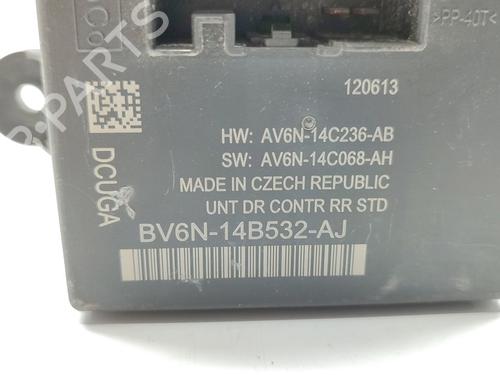 >PP-40T<
120613
HW: AV6N-14C236-AB
SW: AV6N-14C068-AH
MADE IN CZECH REPUBLIC
UNT DR CONTR RR STD
DCUGA
BV6N-14B532-AJ